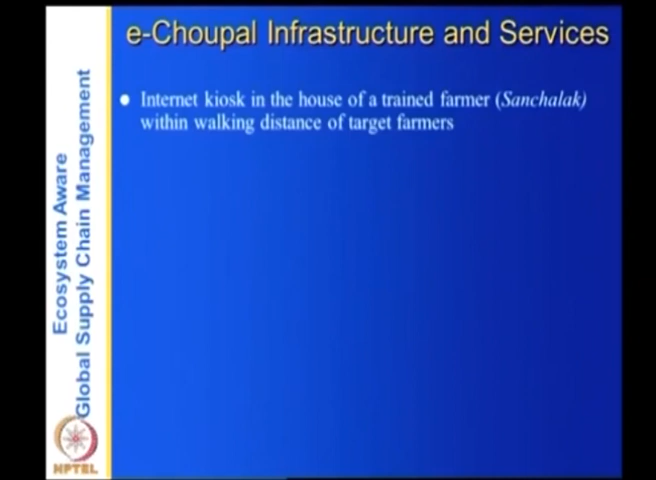 e-Choupal Infrastructure and Services
Internet kiosk in the house of a trained farmer (Sanchalak)
within walking distance of target farmers
Ecosystem Aware
Global Supply Chain Management
NPTEL